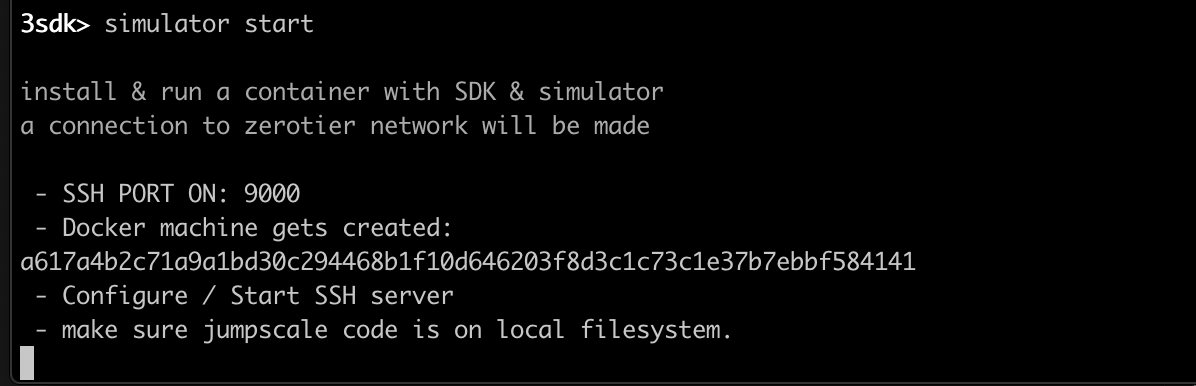 3sdk> simulator start
install & run a container with SDK & simulator
a connection to zerotier network will be made
- SSH PORT ON: 9000
- Docker machine gets created:
a617a4b2c71a9a1bd30c294468b1f10d646203f8d3c1c73c1e37b7ebbf584141
- Configure / Start SSH server
- make sure jumpscale code is on local filesystem.